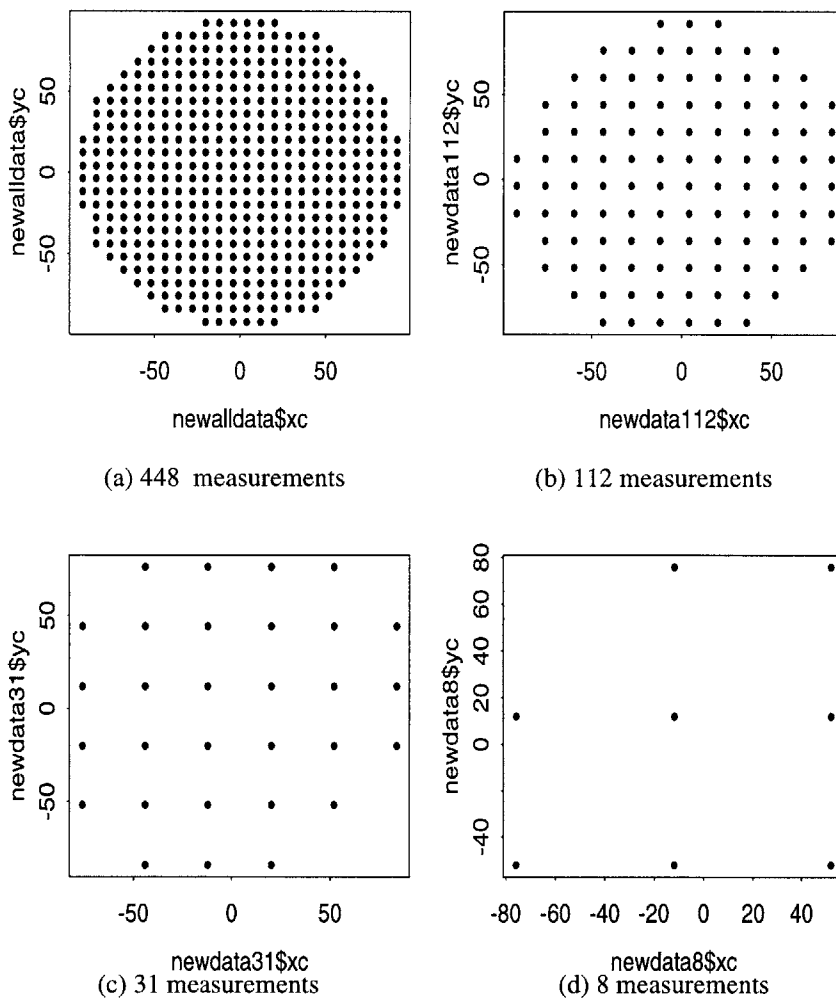 newalldata$yc
50
0
-50
-50 0 50
newalldata$xc
(a) 448 measurements
newdata112$yc
50
0
-50
-50 0 50
newdata112$xc
(b) 112 measurements
newdata31$yc
50
0
-50
-50 0 50
newdata31$xc
(c) 31 measurements
newdata8$yc
80
60
40
20
0
-40
-80 -60 -40 -20 0 20 40
newdata8$xc
(d) 8 measurements